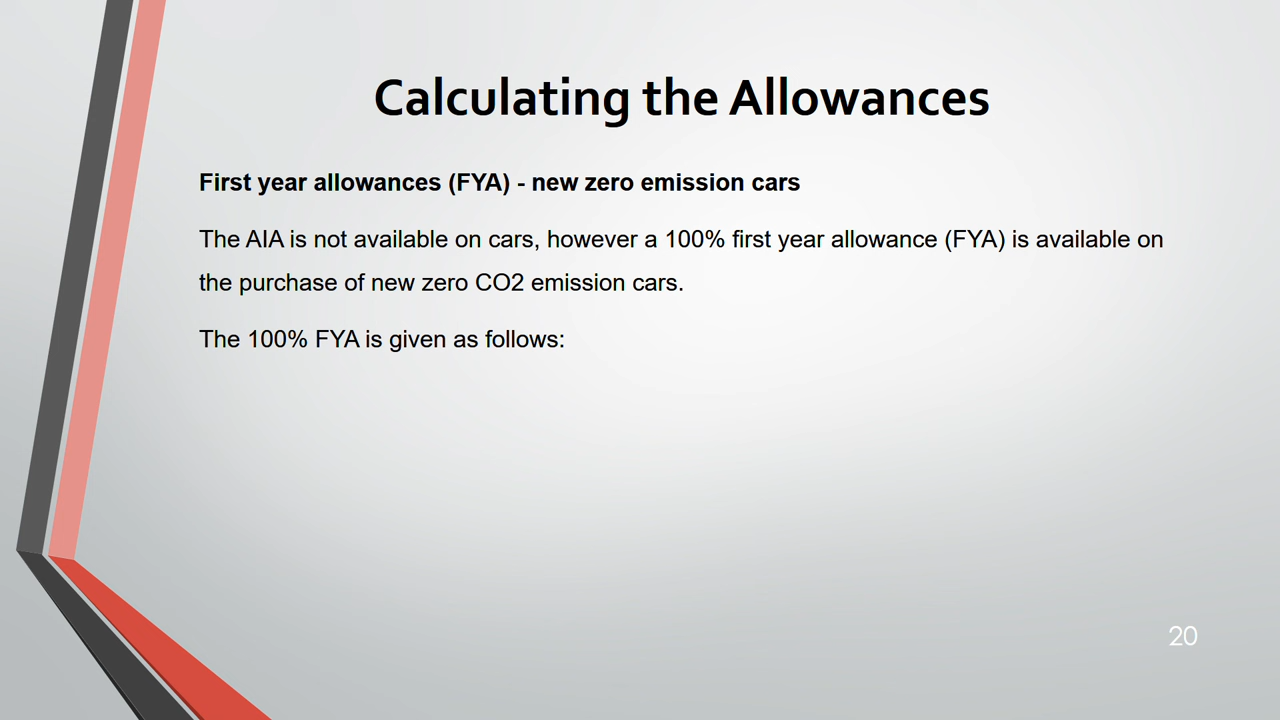 Calculating the Allowances
First year allowances (FYA) - new zero emission cars
The AIA is not available on cars, however a 100% first year allowance (FYA) is available on
the purchase of new zero CO2 emission cars.
The 100% FYA is given as follows:
20